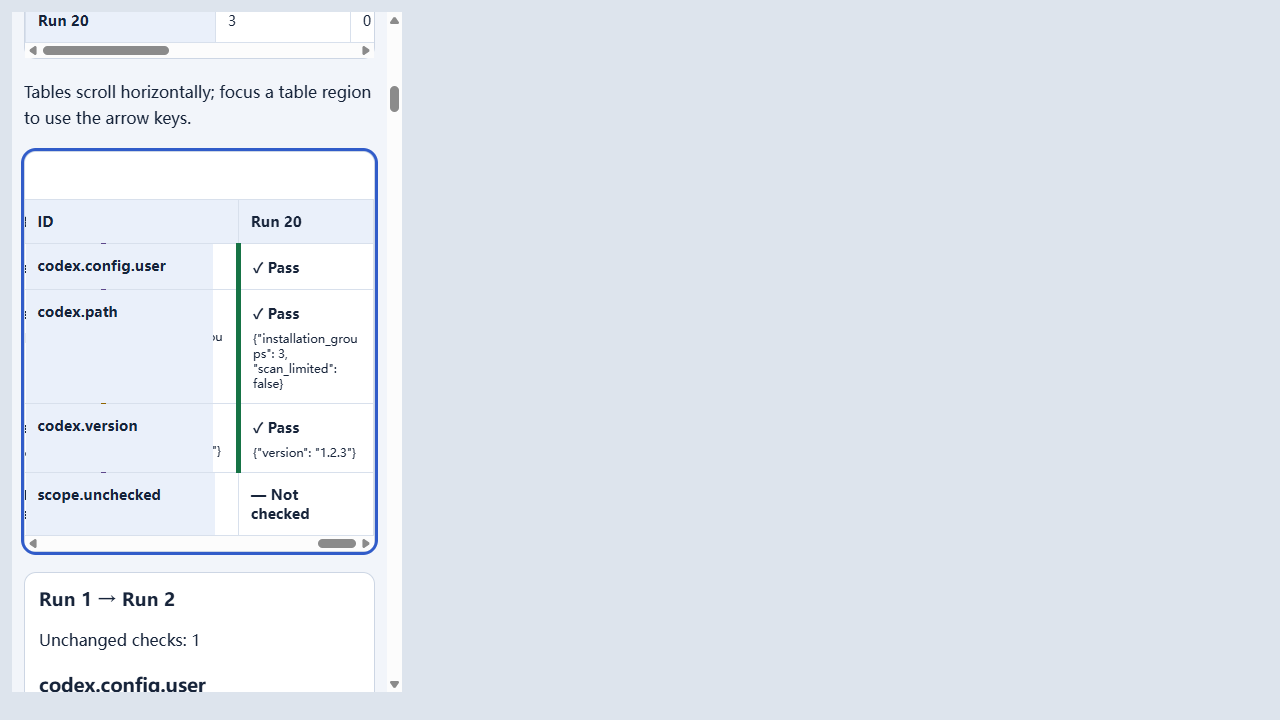 Run 20 3 0
Tables scroll horizontally; focus a table region
to use the arrow keys.
ID Run 20
codex.config.user ✓ Pass
codex.path ✓ Pass
ou {"installation_grou
ps": 3,
"scan_limited":
false}
codex.version ✓ Pass
"} {"version": "1.2.3"}
scope.unchecked — Not
checked
Run 1 → Run 2
Unchanged checks: 1
codex.config.user